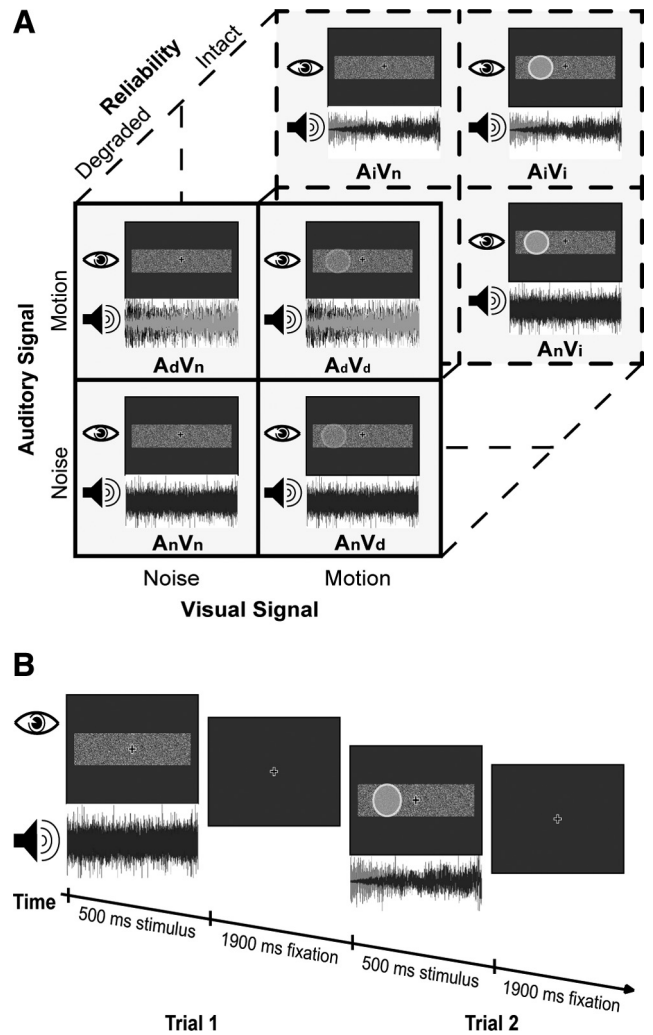 A
Reliability
Intact
Degraded
AiVn
AiVi
Auditory Signal
Motion
AdVn
AdVd
AnVi
Noise
AnVn
AnVd
Noise
Motion
Visual Signal
B
Time
500 ms stimulus
1900 ms fixation
500 ms stimulus
1900 ms fixation
Trial 1
Trial 2